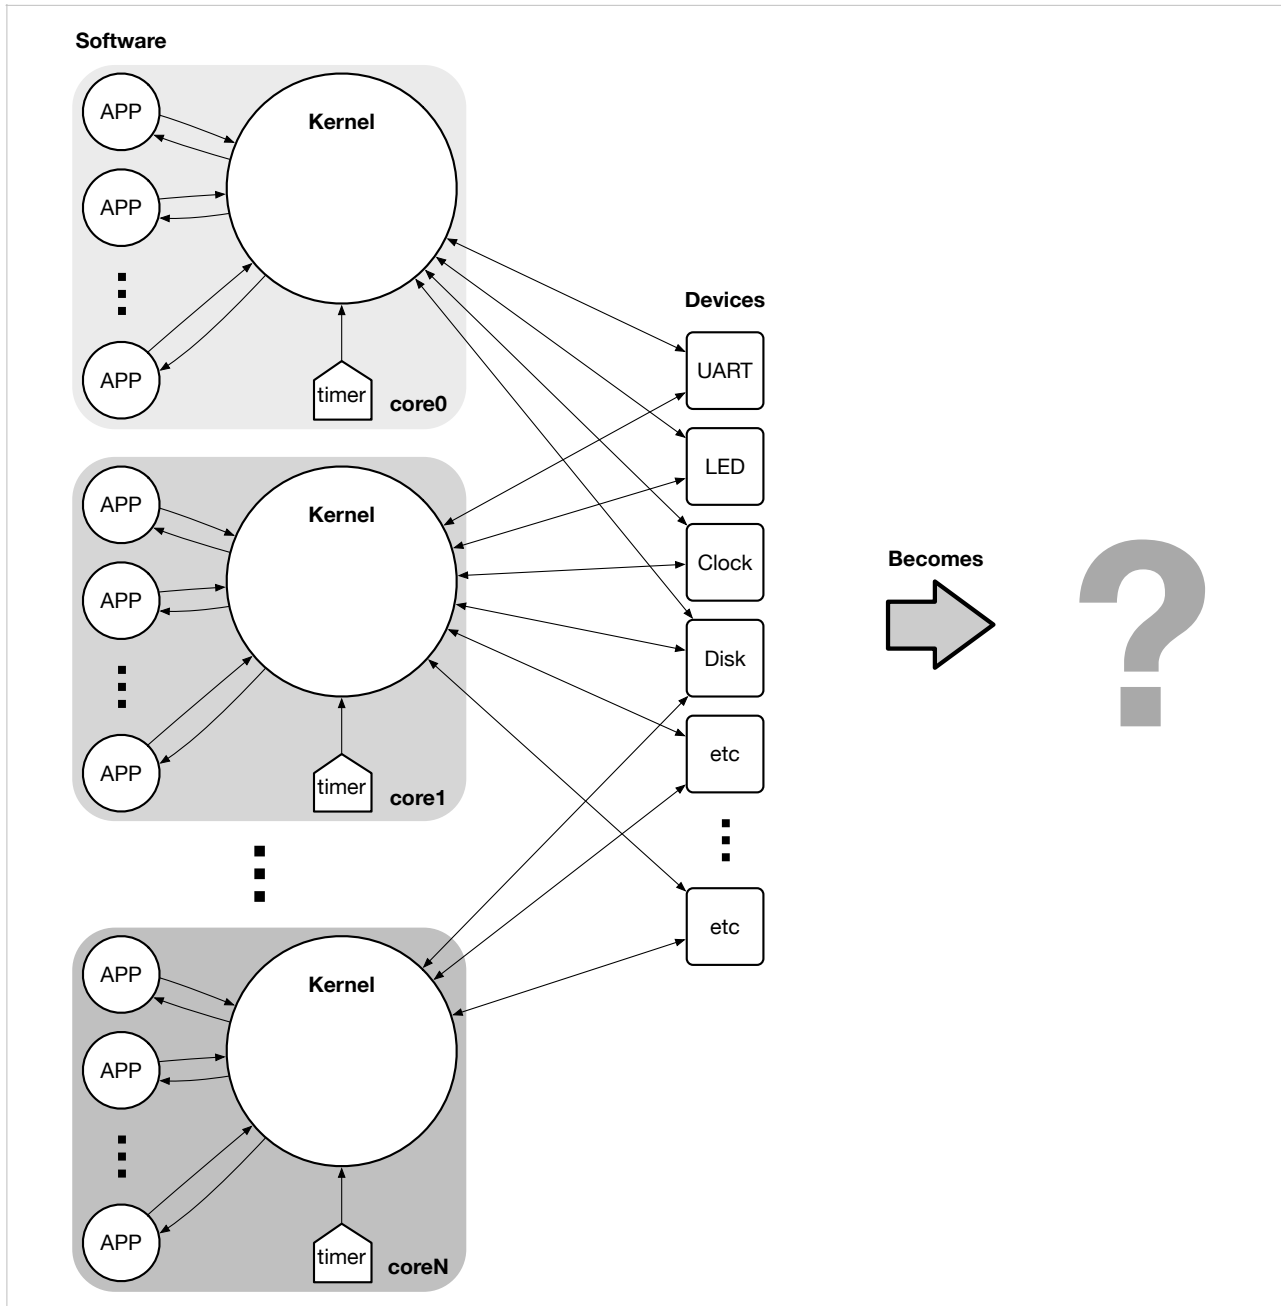 Software
APP
Kernel
APP
APP
timer
core0
APP
Kernel
APP
APP
timer
core1
APP
Kernel
APP
APP
timer
coreN
Devices
UART
LED
Clock
Disk
etc
etc
Becomes
?